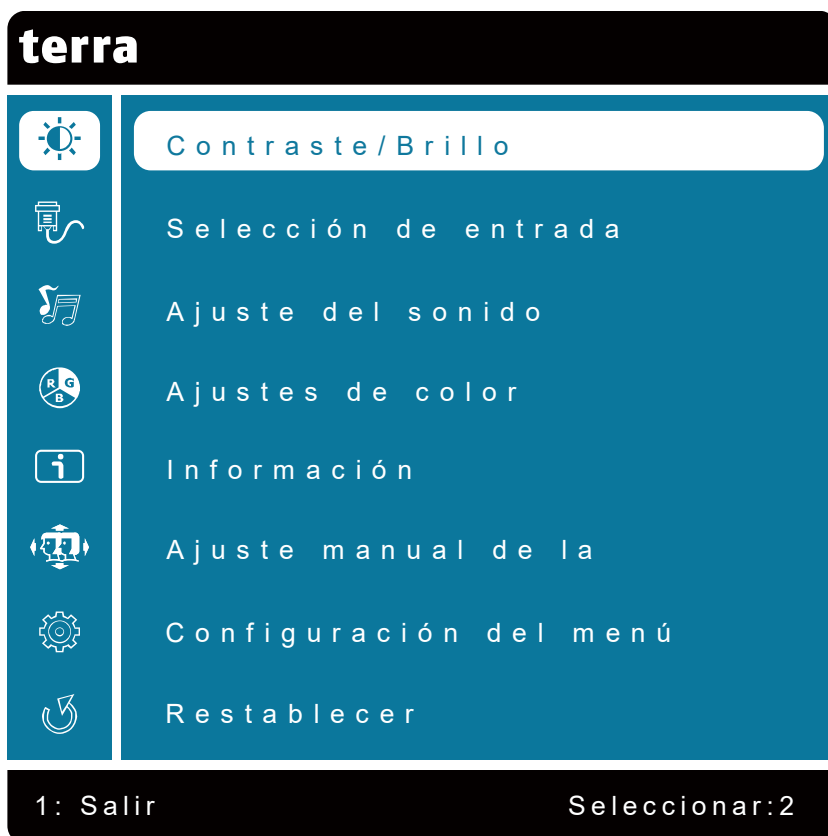 terra
Contraste/Brillo
Selección de entrada
Ajuste del sonido
R G B
Ajustes de color
i
Información
Ajuste manual de la
Configuración del menú
Restablecer
1: Salir Seleccionar:2